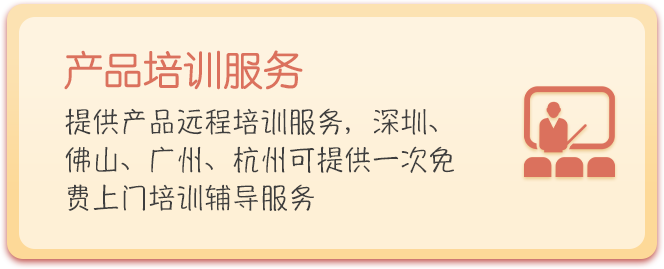 产品培训服务
提供产品远程培训服务，深圳、
佛山、广州、杭州可提供一次免
费上门培训辅导服务